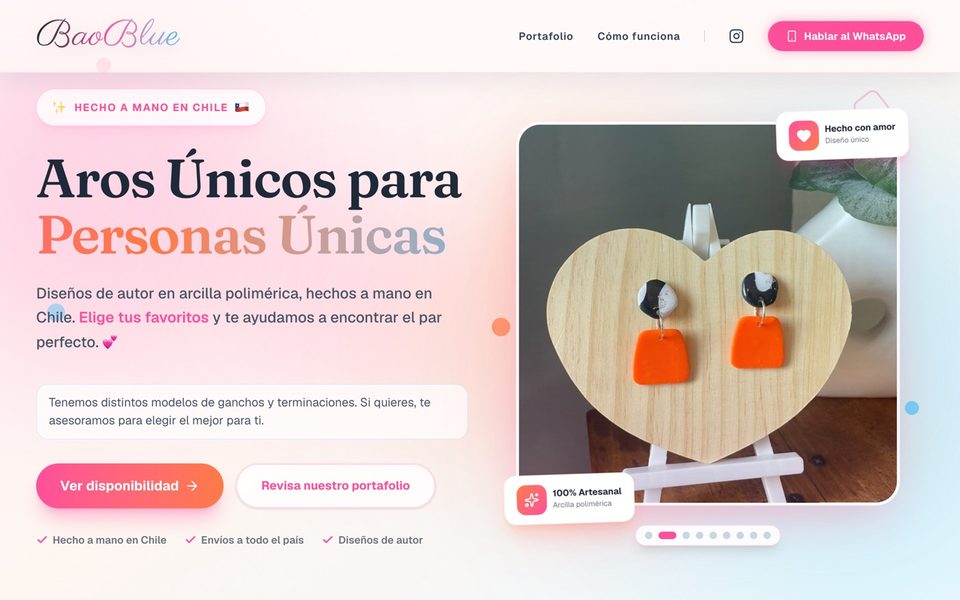 BaoBlue
Portafolio
Cómo funciona
Hablar al WhatsApp
✨ HECHO A MANO EN CHILE 🇨🇱
Aros Únicos para
Personas Únicas
Diseños de autor en arcilla polimérica, hechos a mano en
Chile. Elige tus favoritos y te ayudamos a encontrar el par
perfecto. 💕
Tenemos distintos modelos de ganchos y terminaciones. Si quieres, te
asesoramos para elegir el mejor para ti.
Ver disponibilidad →
Revisa nuestro portafolio
Hecho a mano en Chile
Envíos a todo el país
Diseños de autor
Hecho con amor
Diseño único
100% Artesanal
Arcilla polimérica